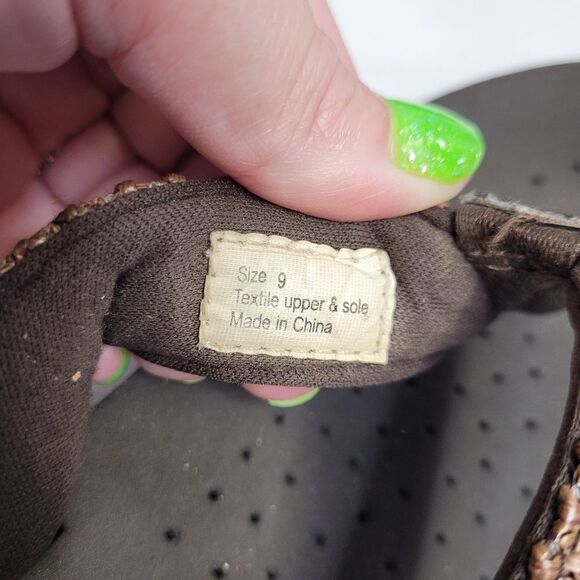 Size 9
Textile upper & sole
Made in China